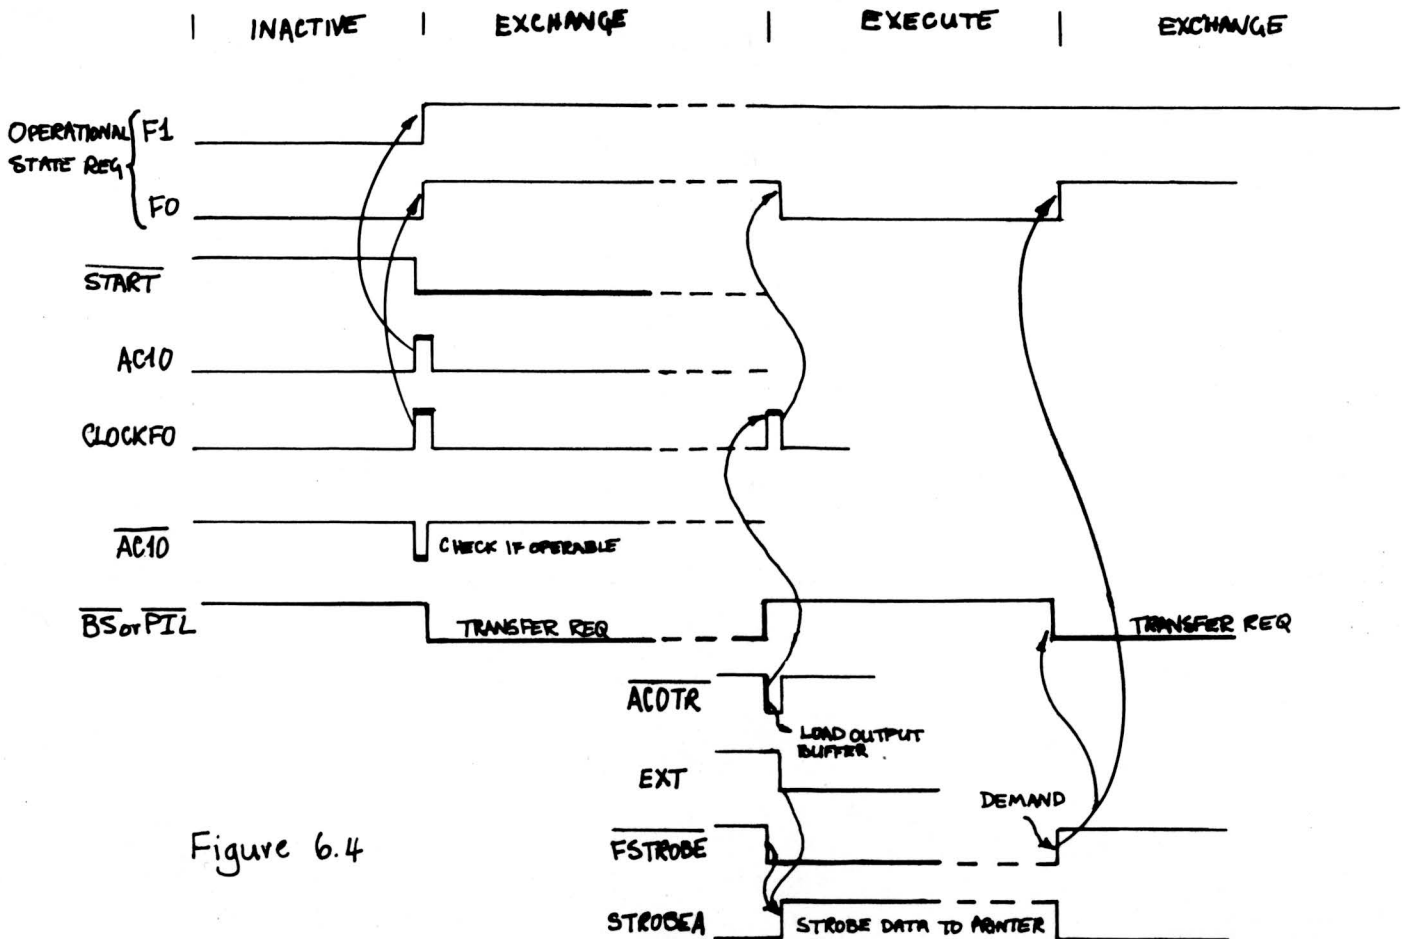 | INACTIVE | EXCHANGE | EXECUTE | EXCHANGE
OPERATIONAL
STATE REG
F1
F0
START
AC10
CLOCKF0
AC10
CHECK IF OPERABLE
BS or PIL
TRANSFER REQ
TRANSFER REQ
ACOTR
LOAD OUTPUT
BUFFER
EXT
DEMAND
Figure 6.4
FSTROBE
STROBEA
STROBE DATA TO PRINTER